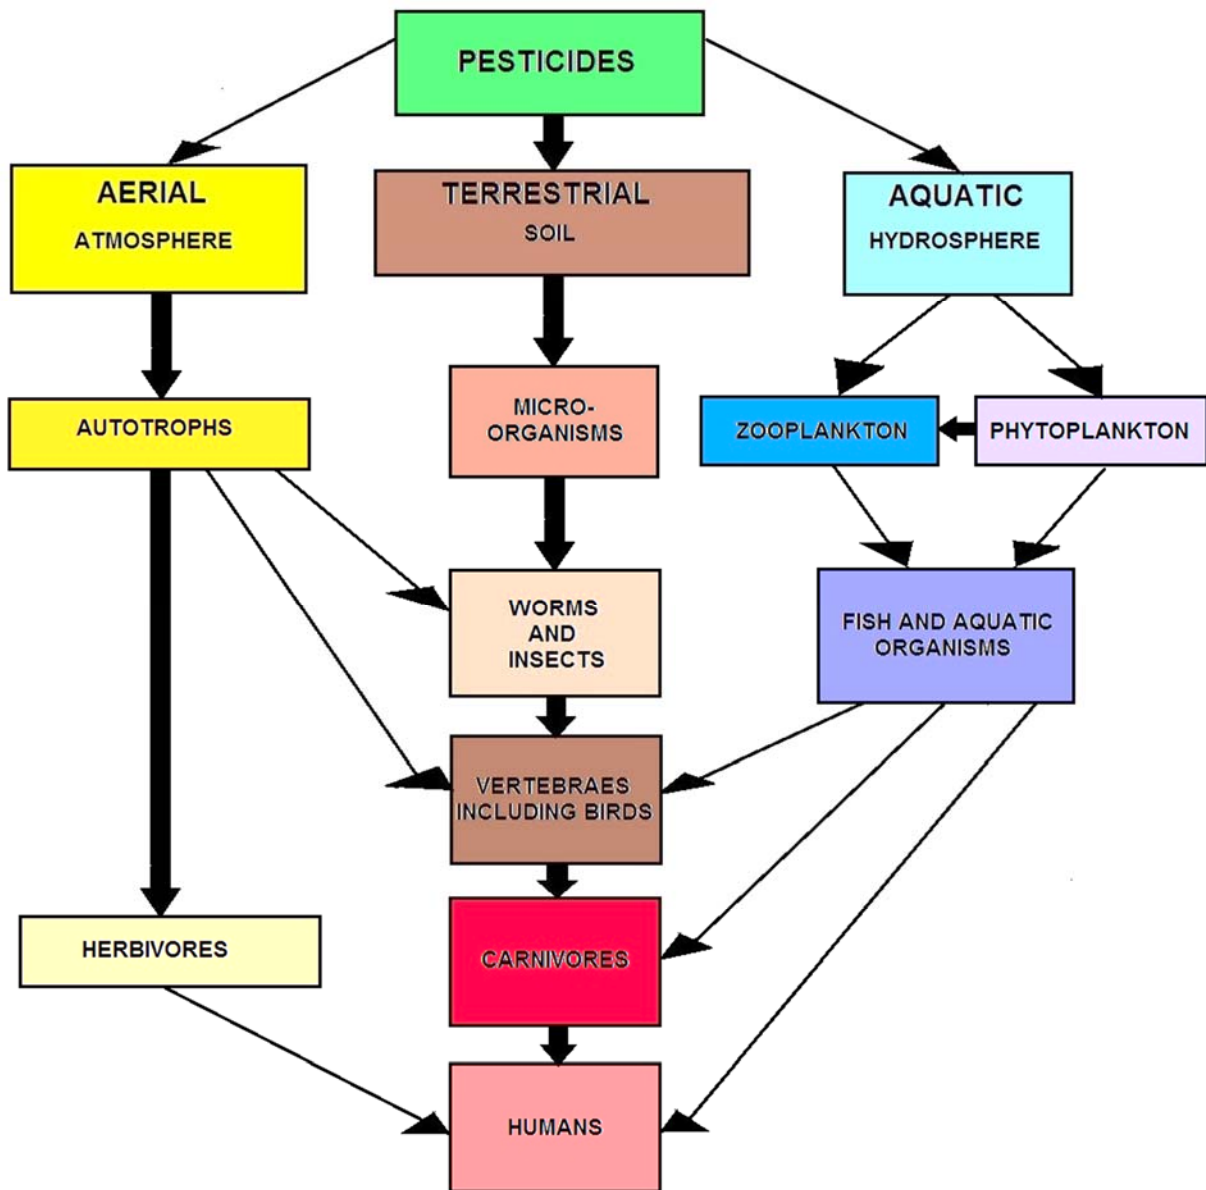 PESTICIDES
AERIAL
ATMOSPHERE
TERRESTRIAL
SOIL
AQUATIC
HYDROSPHERE
AUTOTROPHS
MICRO-
ORGANISMS
ZOOPLANKTON
PHYTOPLANKTON
WORMS
AND
INSECTS
FISH AND AQUATIC
ORGANISMS
VERTEBRAES
INCLUDING BIRDS
HERBIVORES
CARNIVORES
HUMANS